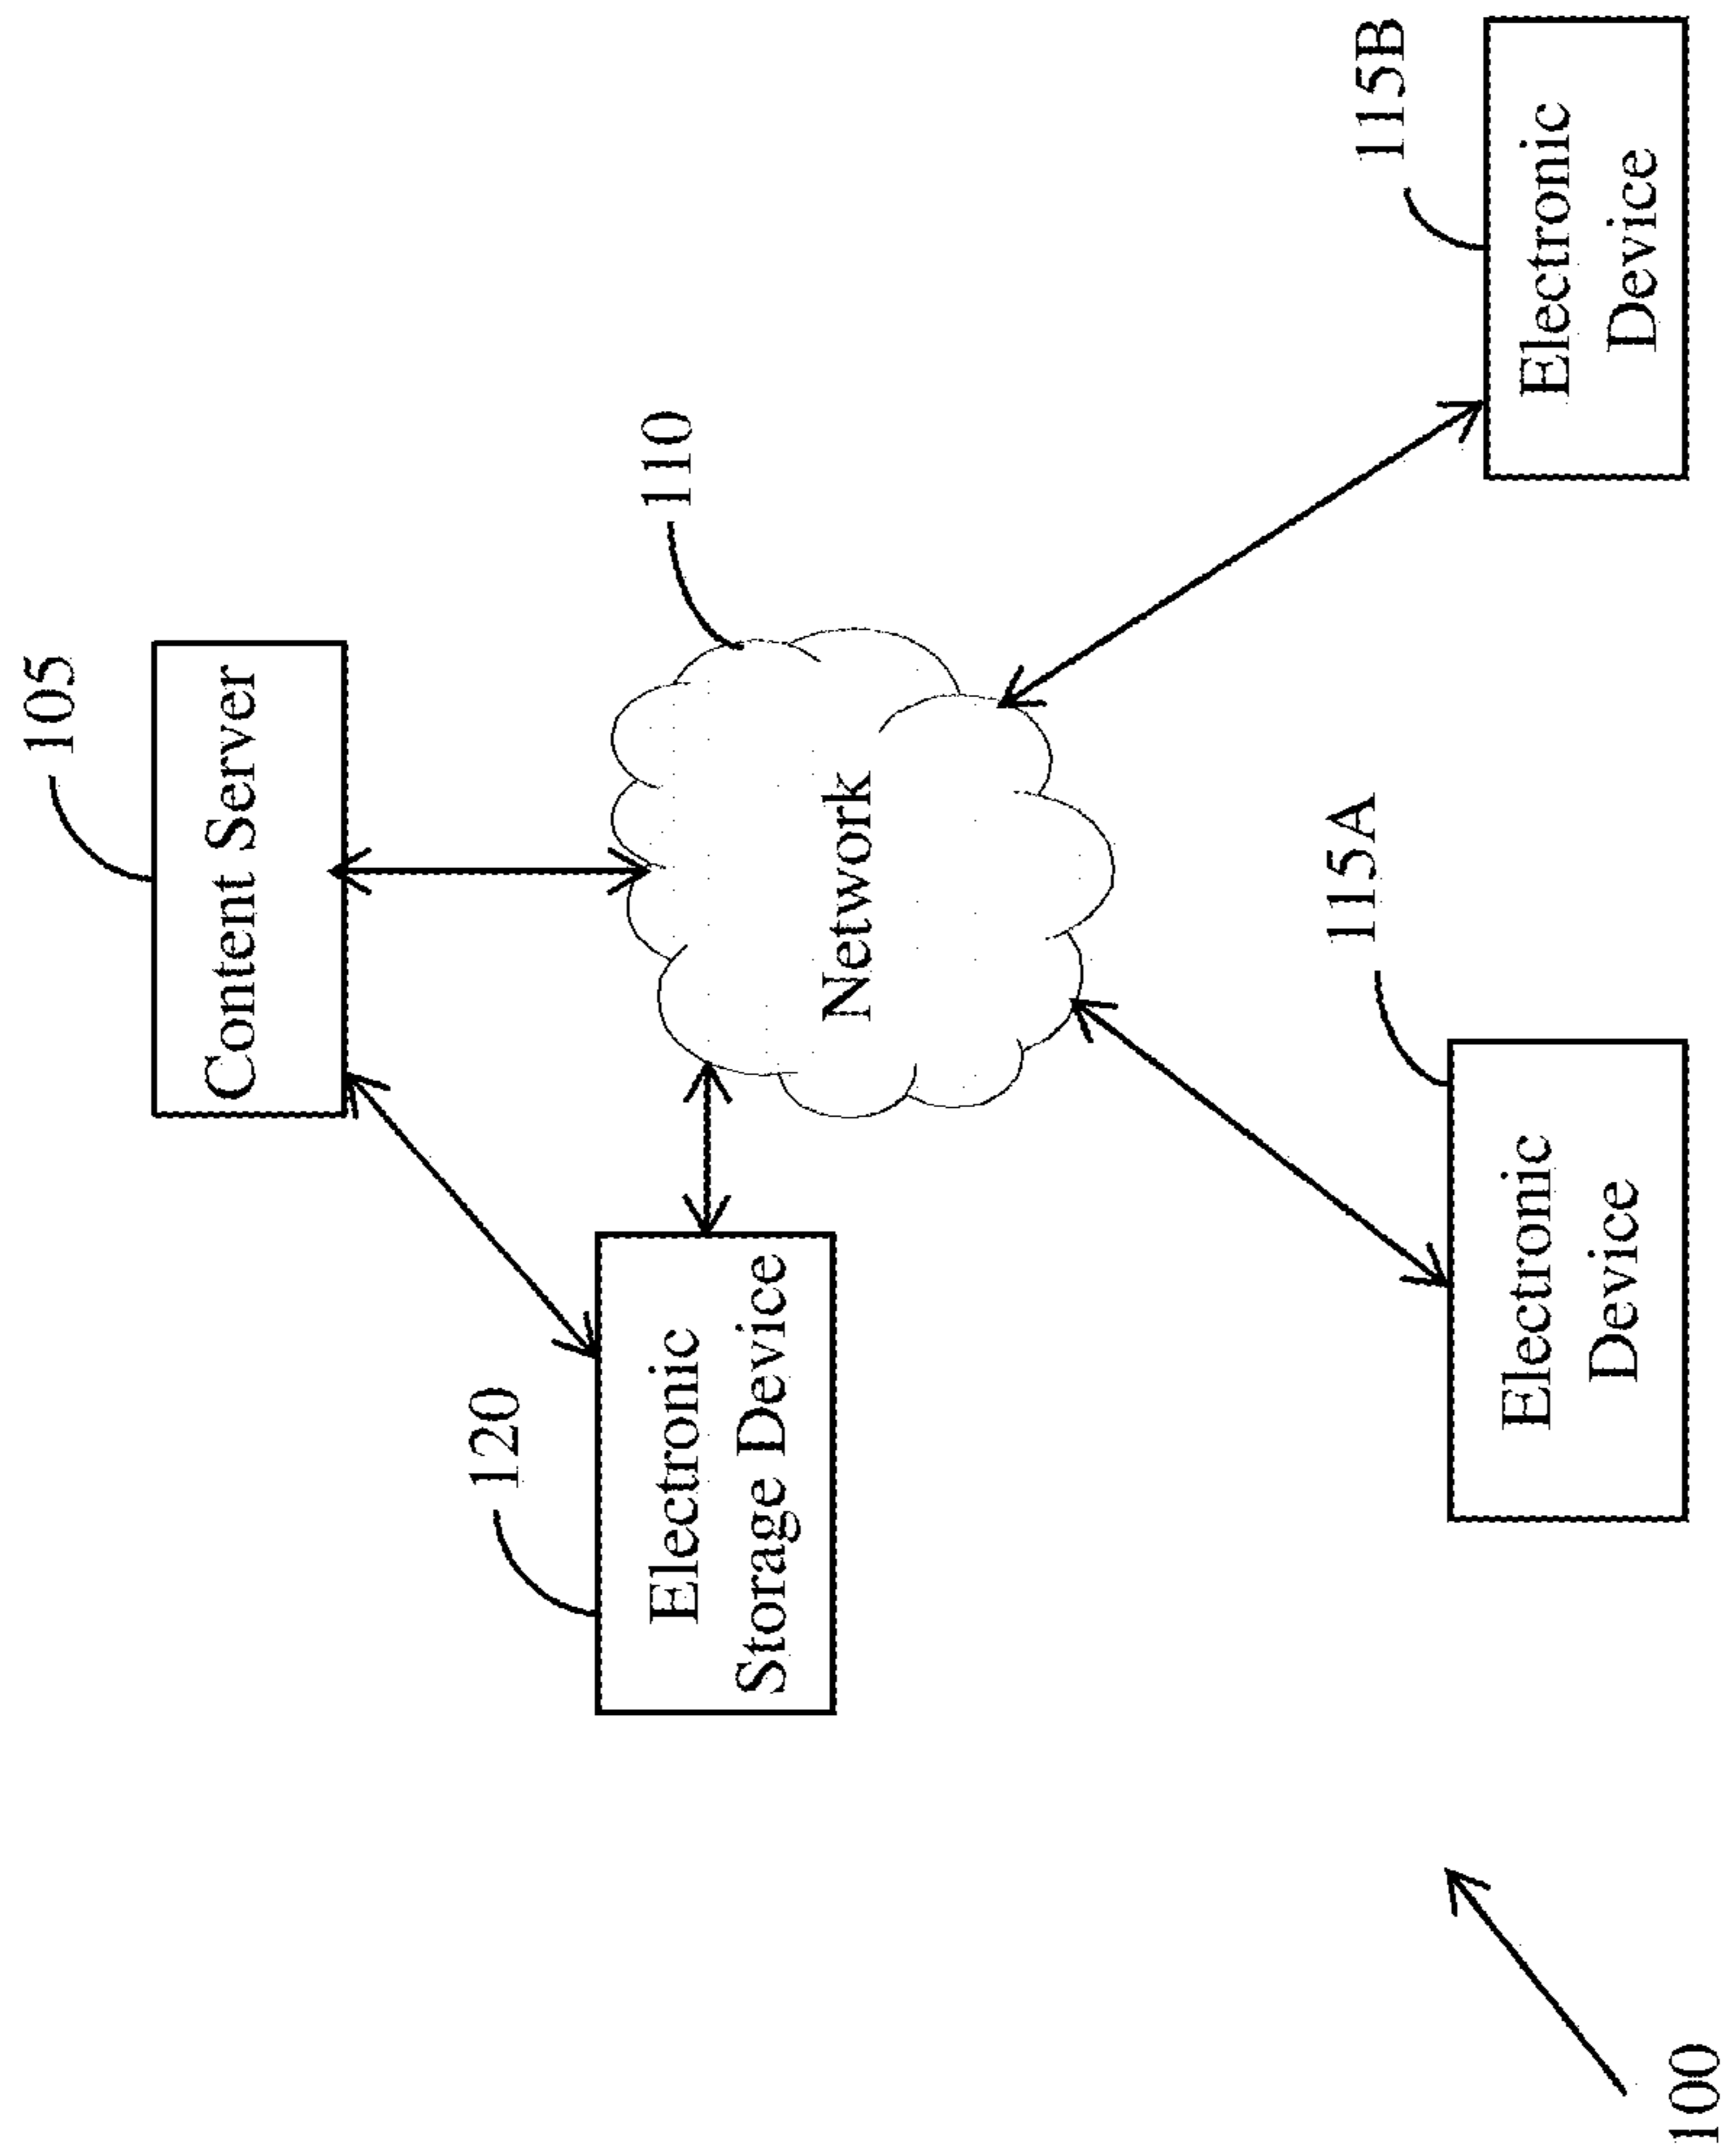 105
Content Server
120
Electronic
Storage Device
110
Network
115A
Electronic
Device
115B
Electronic
Device
100